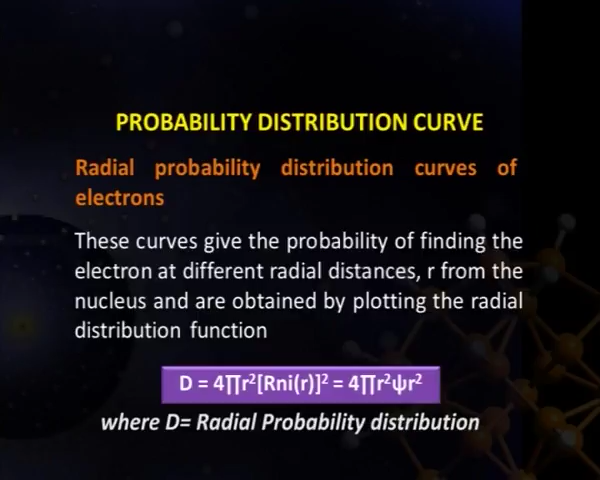 PROBABILITY DISTRIBUTION CURVE
Radial probability distribution curves of
electrons
These curves give the probability of finding the
electron at different radial distances, r from the
nucleus and are obtained by plotting the radial
distribution function
D = 4∏r²[Rni(r)]² = 4∏r²ψr²
where D= Radial Probability distribution